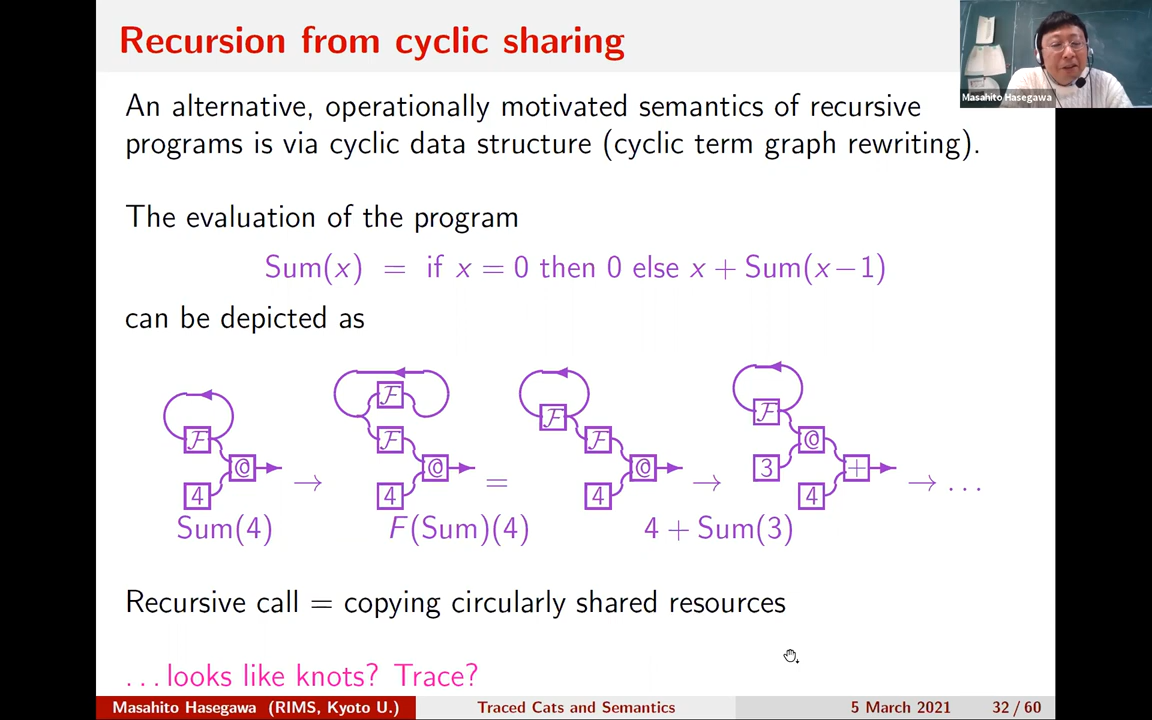 Recursion from cyclic sharing
Masahito Hasegawa
An alternative, operationally motivated semantics of recursive
programs is via cyclic data structure (cyclic term graph rewriting).
The evaluation of the program
Sum(x) = if x = 0 then 0 else x + Sum(x−1)
can be depicted as
F @ 4 → F F @ 4 = F F @ 4 → F @ 3 + 4 → ...
Sum(4) F(Sum)(4) 4 + Sum(3)
Recursive call = copying circularly shared resources
...looks like knots? Trace?
Masahito Hasegawa (RIMS, Kyoto U.) Traced Cats and Semantics 5 March 2021 32 / 60